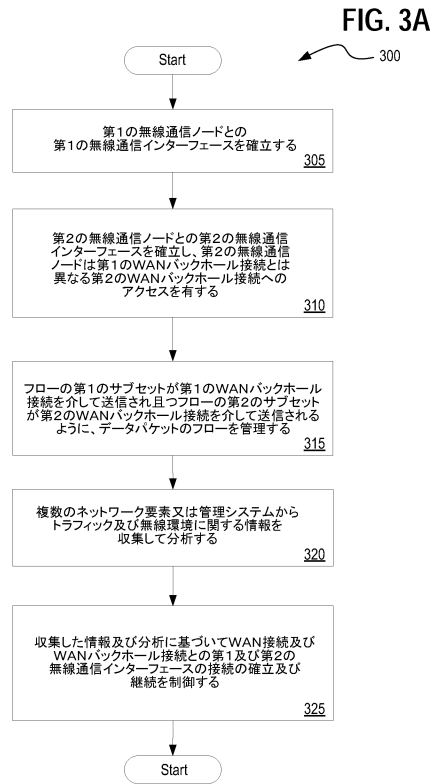 FIG. 3A
300
Start
第1の無線通信ノードとの
第1の無線通信インターフェースを確立する
305
第2の無線通信ノードとの第2の無線通信
インターフェースを確立し、第2の無線通信
ノードは第1のWANバックホール接続とは
異なる第2のWANバックホール接続への
アクセスを有する
310
フローの第1のサブセットが第1のWANバックホール
接続を介して送信され且つフローの第2のサブセット
が第2のWANバックホール接続を介して送信される
ように、データパケットのフローを管理する
315
複数のネットワーク要素又は管理システムから
トラフィック及び無線環境に関する情報を
収集して分析する
320
収集した情報及び分析に基づいてWAN接続及び
WANバックホール接続との第1及び第2の
無線通信インターフェースの接続の確立及び
継続を制御する
325
Start